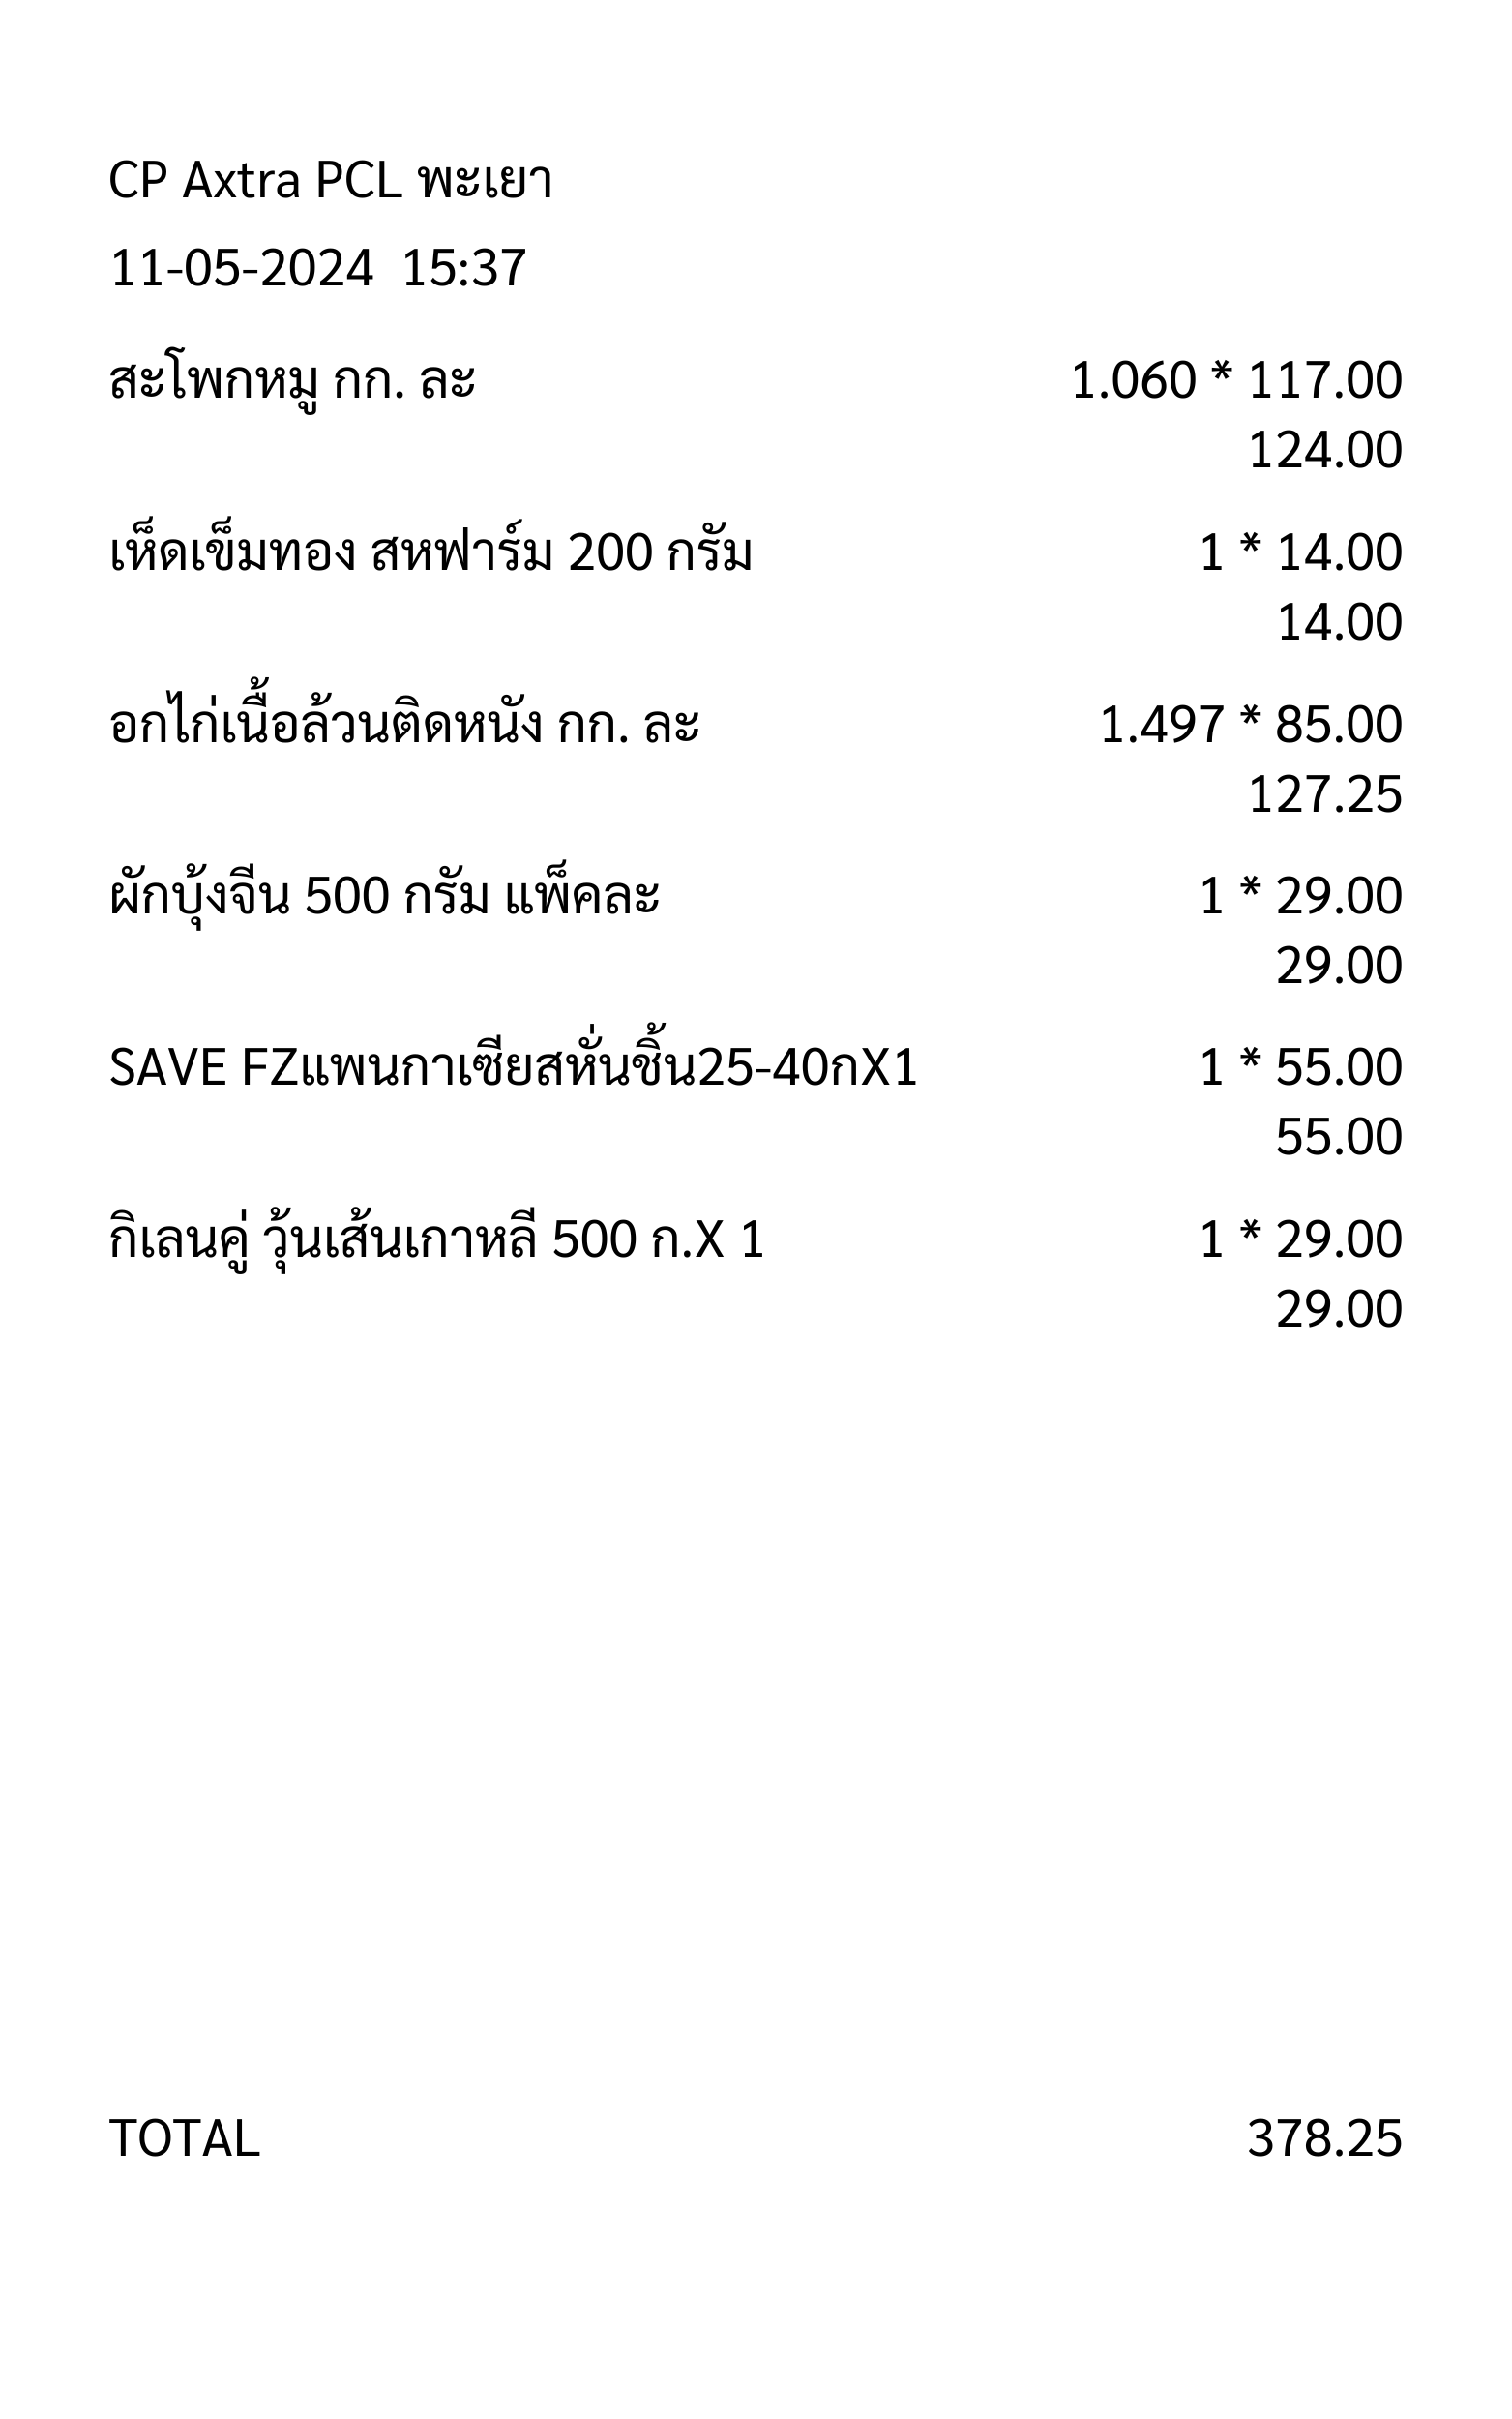 CP Axtra PCL พะเยา
11-05-2024  15:37
สะโพกหมู กก. ละ 1.060 * 117.00
124.00
เห็ดเข็มทอง สหฟาร์ม 200 กรัม 1 * 14.00
14.00
อกไก่เนื้อล้วนติดหนัง กก. ละ 1.497 * 85.00
127.25
ผักบุ้งจีน 500 กรัม แพ็คละ 1 * 29.00
29.00
SAVE FZแพนกาเซียสหั่นชิ้น25-40กX1 1 * 55.00
55.00
กิเลนคู่ วุ้นเส้นเกาหลี 500 ก.X 1 1 * 29.00
29.00
TOTAL 378.25